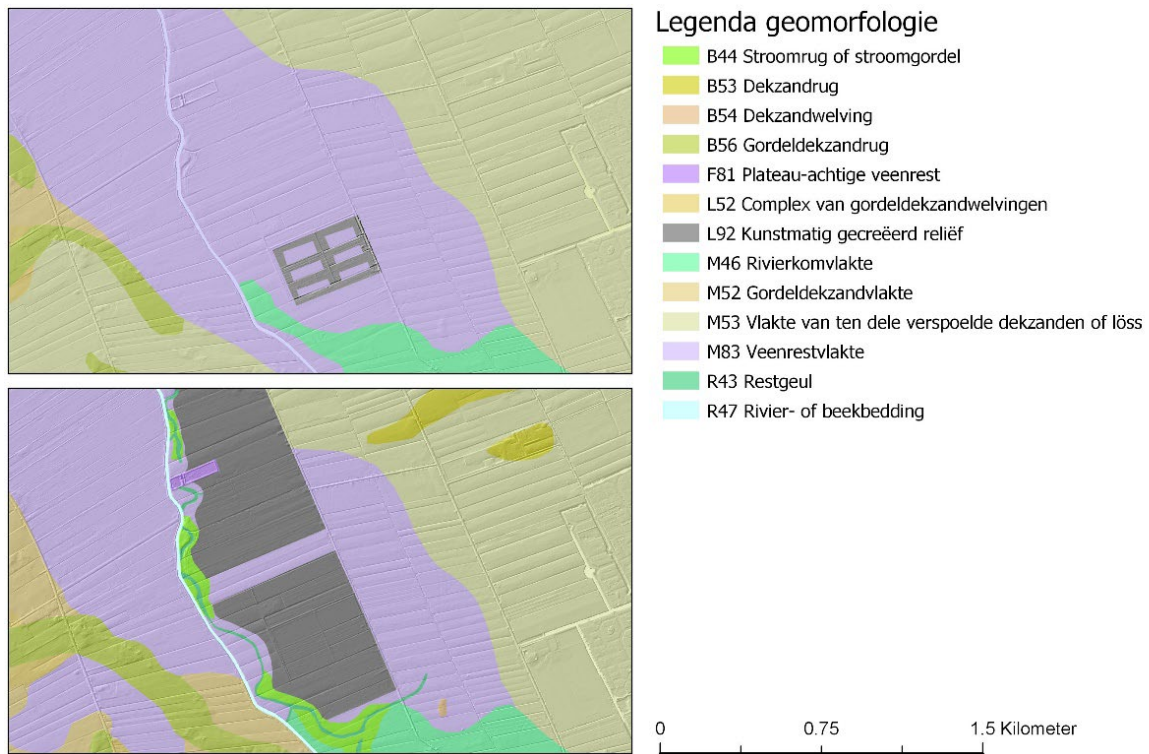 Legenda geomorfologie
B44 Stroomrug of stroomgordel
B53 Dekzandrug
B54 Dekzandwelving
B56 Gordeldekzandrug
F81 Plateau-achtige veenrest
L52 Complex van gordeldekzandwelvingen
L92 Kunstmatig gecreëerd reliëf
M46 Rivierkomvlakte
M52 Gordeldekzandvlakte
M53 Vlakte van ten dele verspoelde dekzanden of löss
M83 Veenrestvlakte
R43 Restgeul
R47 Rivier- of beekbedding
0 0.75 1.5 Kilometer